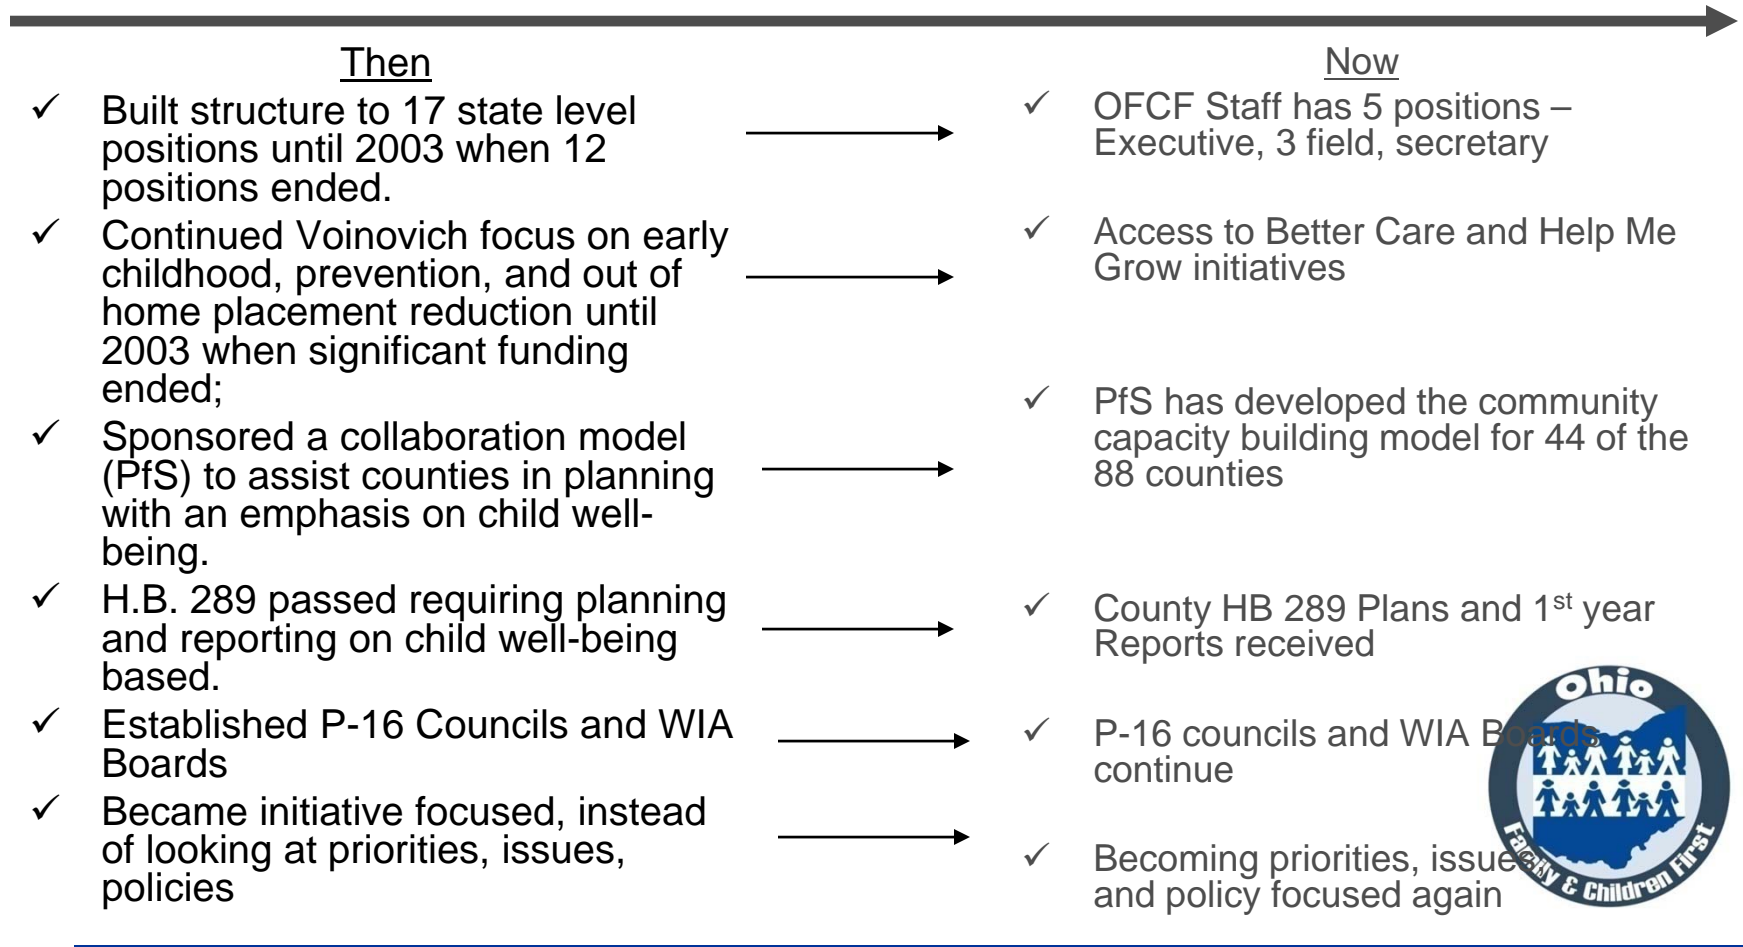 Then
✓ Built structure to 17 state level
positions until 2003 when 12
positions ended.
✓ Continued Voinovich focus on early
childhood, prevention, and out of
home placement reduction until
2003 when significant funding
ended;
✓ Sponsored a collaboration model
(PfS) to assist counties in planning
with an emphasis on child well-
being.
✓ H.B. 289 passed requiring planning
and reporting on child well-being
based.
✓ Established P-16 Councils and WIA
Boards
✓ Became initiative focused, instead
of looking at priorities, issues,
policies
Now
✓ OFCF Staff has 5 positions –
Executive, 3 field, secretary
✓ Access to Better Care and Help Me
Grow initiatives
✓ PfS has developed the community
capacity building model for 44 of the
88 counties
✓ County HB 289 Plans and 1st year
Reports received
✓ P-16 councils and WIA Boards
continue
✓ Becoming priorities, issues,
and policy focused again
Ohio
Family & Children First